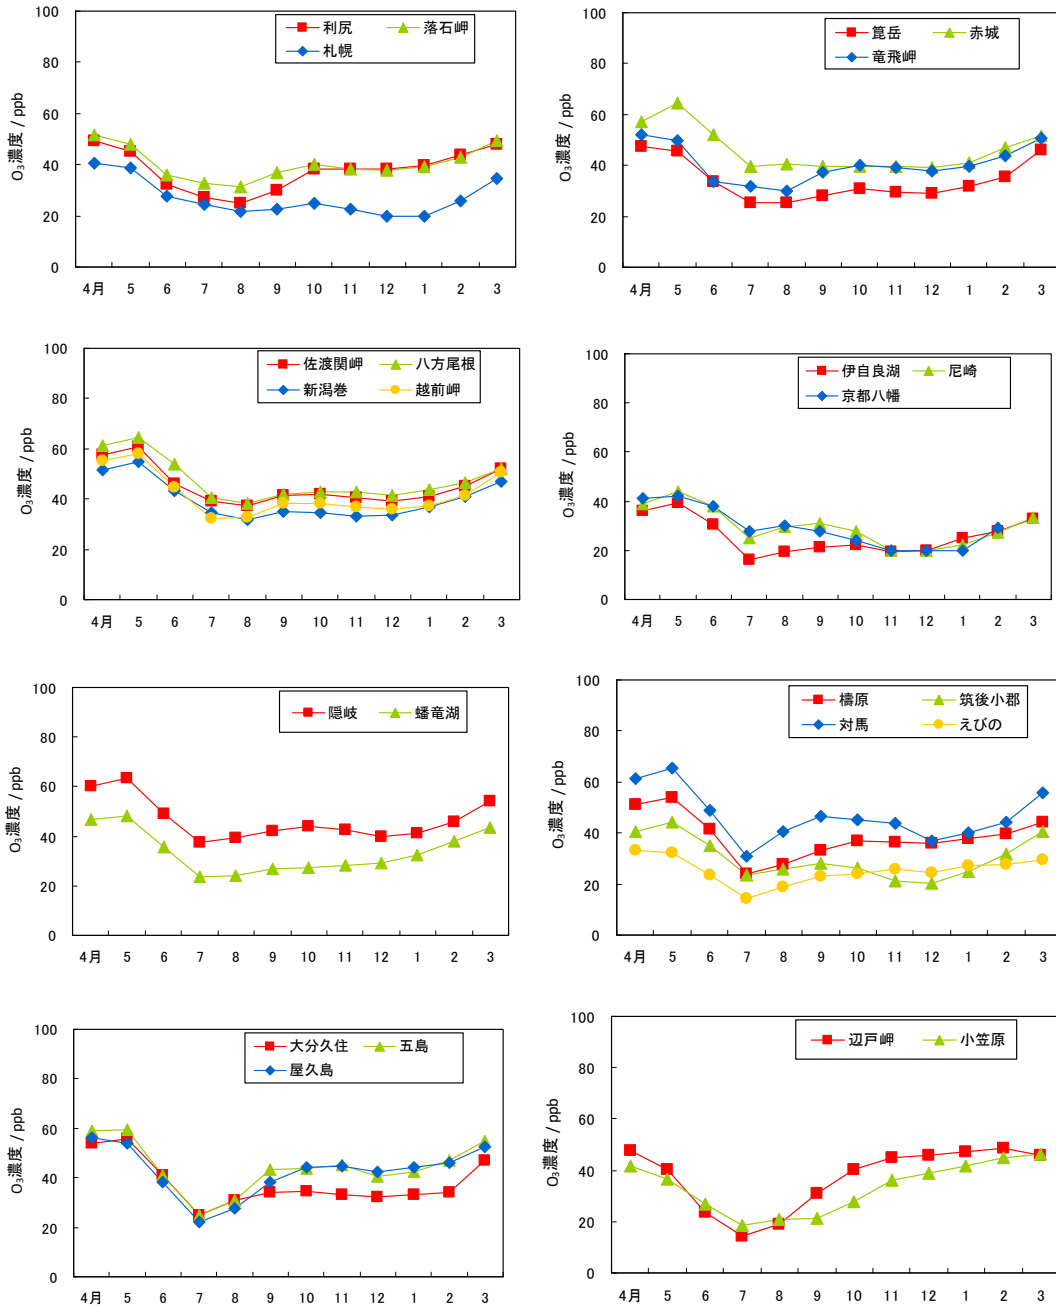 利尻 落石岬
札幌
O₃濃度 / ppb
100
80
60
40
20
0
4月 5 6 7 8 9 10 11 12 1 2 3
箟岳 赤城
竜飛岬
O₃濃度 / ppb
100
80
60
40
20
0
4月 5 6 7 8 9 10 11 12 1 2 3
佐渡関岬 八方尾根
新潟巻 越前岬
O₃濃度 / ppb
100
80
60
40
20
0
4月 5 6 7 8 9 10 11 12 1 2 3
伊自良湖 尼崎
京都八幡
O₃濃度 / ppb
100
80
60
40
20
0
4月 5 6 7 8 9 10 11 12 1 2 3
隠岐 蟠竜湖
O₃濃度 / ppb
100
80
60
40
20
0
4月 5 6 7 8 9 10 11 12 1 2 3
檮原 筑後小郡
対馬 えびの
O₃濃度 / ppb
100
80
60
40
20
0
4月 5 6 7 8 9 10 11 12 1 2 3
大分久住 五島
屋久島
O₃濃度 / ppb
100
80
60
40
20
0
4月 5 6 7 8 9 10 11 12 1 2 3
辺戸岬 小笠原
O₃濃度 / ppb
100
80
60
40
20
0
4月 5 6 7 8 9 10 11 12 1 2 3